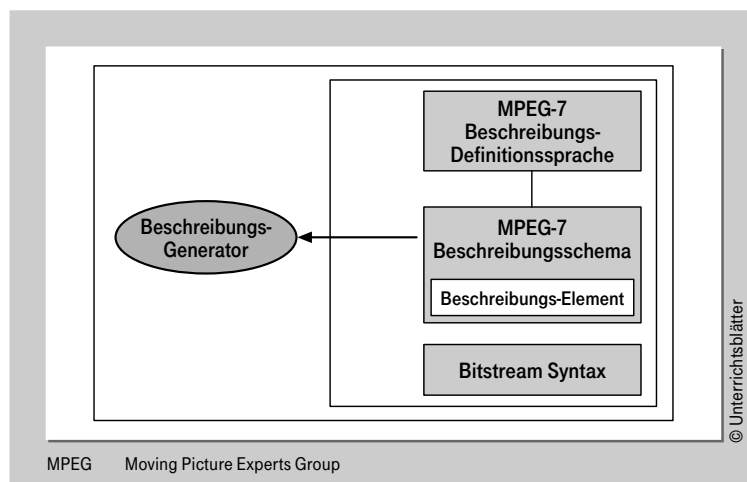 MPEG-7
Beschreibungs-
Definitionssprache
Beschreibungs-
Generator
MPEG-7
Beschreibungsschema
Beschreibungs-Element
Bitstream Syntax
© Unterrichtsblätter
MPEG Moving Picture Experts Group